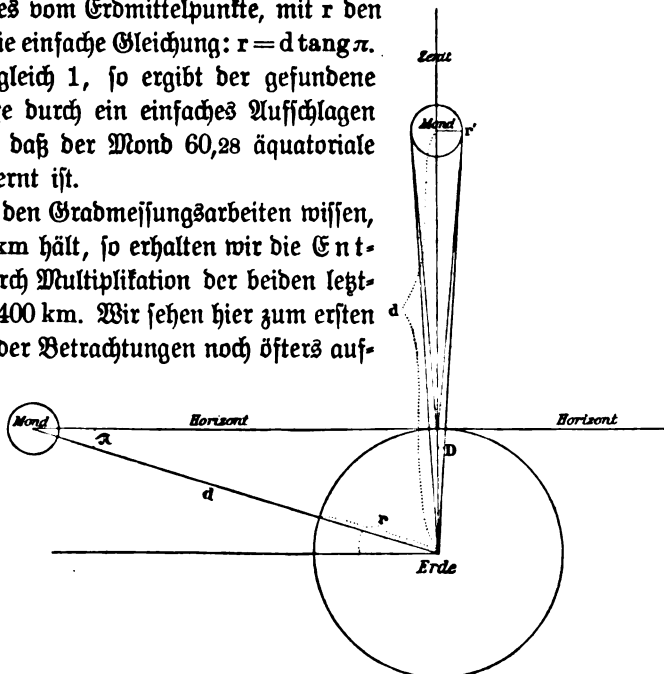 es vom Erdmittelpunkte, mit r den
ie einfache Gleichung: r = d tang π.
gleich 1, ſo ergibt der gefundene
e durch ein einfaches Aufſchlagen
daß der Mond 60,28 äquatoriale
ernt iſt.
den Gradmeſſungsarbeiten wiſſen,
km hält, ſo erhalten wir die Ent⸗
rch Multiplikation der beiden letzt⸗
400 km. Wir ſehen hier zum erſten
der Betrachtungen noch öfters auf⸗
Zenit
Mond
r'
d
Mond
Horizont
Horizont
π
D
d
r
Erde